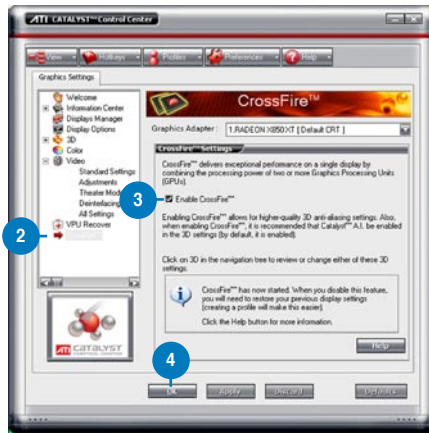 ATI CATALYST™ Control Center
View
Hotkeys
Profiles
Preferences
Help
Graphics Settings
Welcome
Information Center
Displays Manager
Display Options
3D
Color
Video
Standard Settings
Adjustments
Theater Mode
Deinterlacing
All Settings
VPU Recover
2
CrossFire™
Graphics Adapter :
1.RADEON X850 XT [ Default CRT ]
CrossFire™ Settings
CrossFire™ delivers exceptional performance on a single display by
combining the processing power of two or more Graphics Processing Units
(GPUs).
3
Enable CrossFire™
Enabling CrossFire™ allows for higher-quality 3D anti-aliasing settings. Also,
when enabling CrossFire™, it is recommended that Catalyst™ A.I. be enabled
in the 3D settings (by default, it is enabled).
Click on 3D in the navigation tree to review or change either of these 3D
settings.
CrossFire™ has now started. When you disable this feature,
you will need to restore your previous display settings
(creating a profile will make this easier).
Click the Help button for more information.
Help
ATI CATALYST
CONTROL CENTER
4
OK
Apply
Discard
Defaults